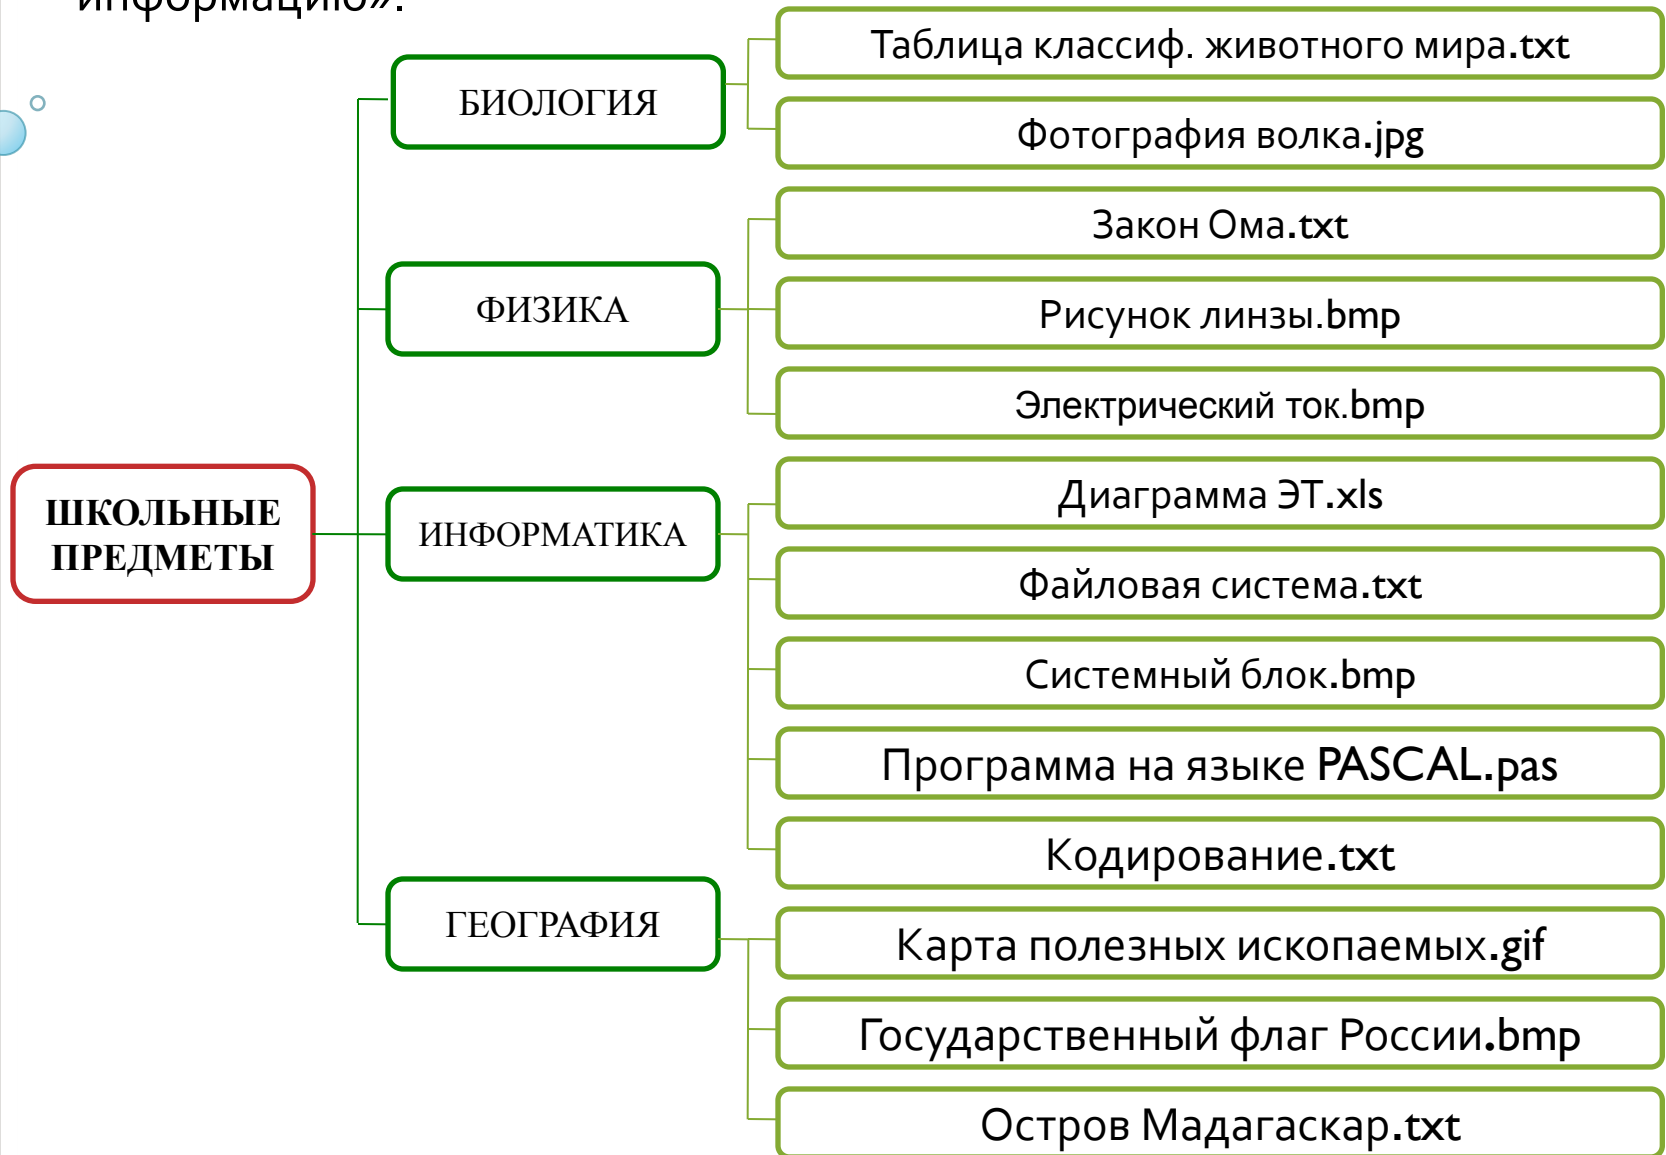 информацию».
БИОЛОГИЯ
Таблица классиф. животного мира.txt
Фотография волка.jpg
ФИЗИКА
Закон Ома.txt
Рисунок линзы.bmp
Электрический ток.bmp
ШКОЛЬНЫЕ
ПРЕДМЕТЫ
ИНФОРМАТИКА
Диаграмма ЭТ.xls
Файловая система.txt
Системный блок.bmp
Программа на языке PASCAL.pas
Кодирование.txt
ГЕОГРАФИЯ
Карта полезных ископаемых.gif
Государственный флаг России.bmp
Остров Мадагаскар.txt